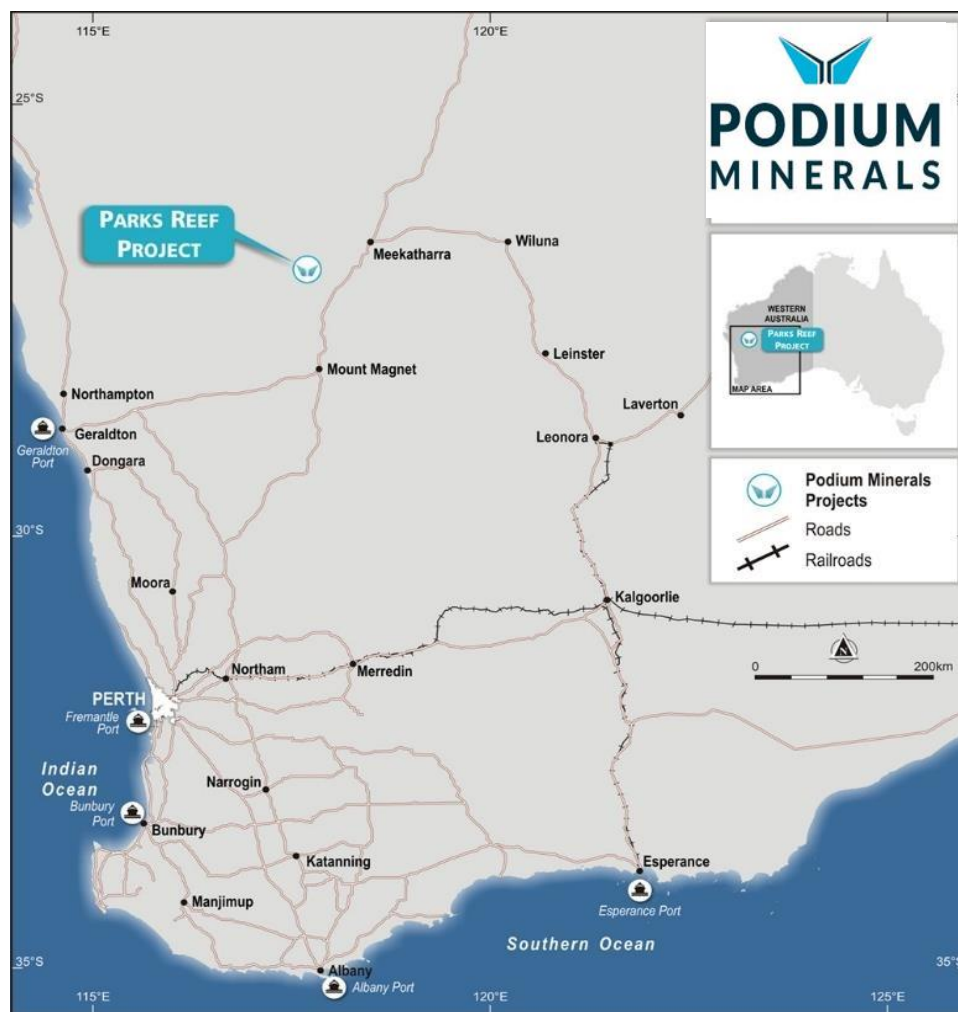 115°E
120°E
25°S
PODIUM
MINERALS
PARKS REEF
PROJECT
Meekatharra
Wiluna
WESTERN
AUSTRALIA
PARKS REEF
PROJECT
MAP AREA
Leinster
Mount Magnet
Northampton
Laverton
Geraldton
Geraldton
Port
Leonora
Dongara
Podium Minerals
Projects
Roads
Railroads
30°S
Moora
Kalgoorlie
N
0
200km
Northam
Merredin
PERTH
Fremantle
Port
Indian
Ocean
Narrogin
Bunbury
Port
Bunbury
Katanning
Esperance
Manjimup
Esperance Port
Southern Ocean
35°S
35°
Albany
Albany Port
115°E
120°E
125°E